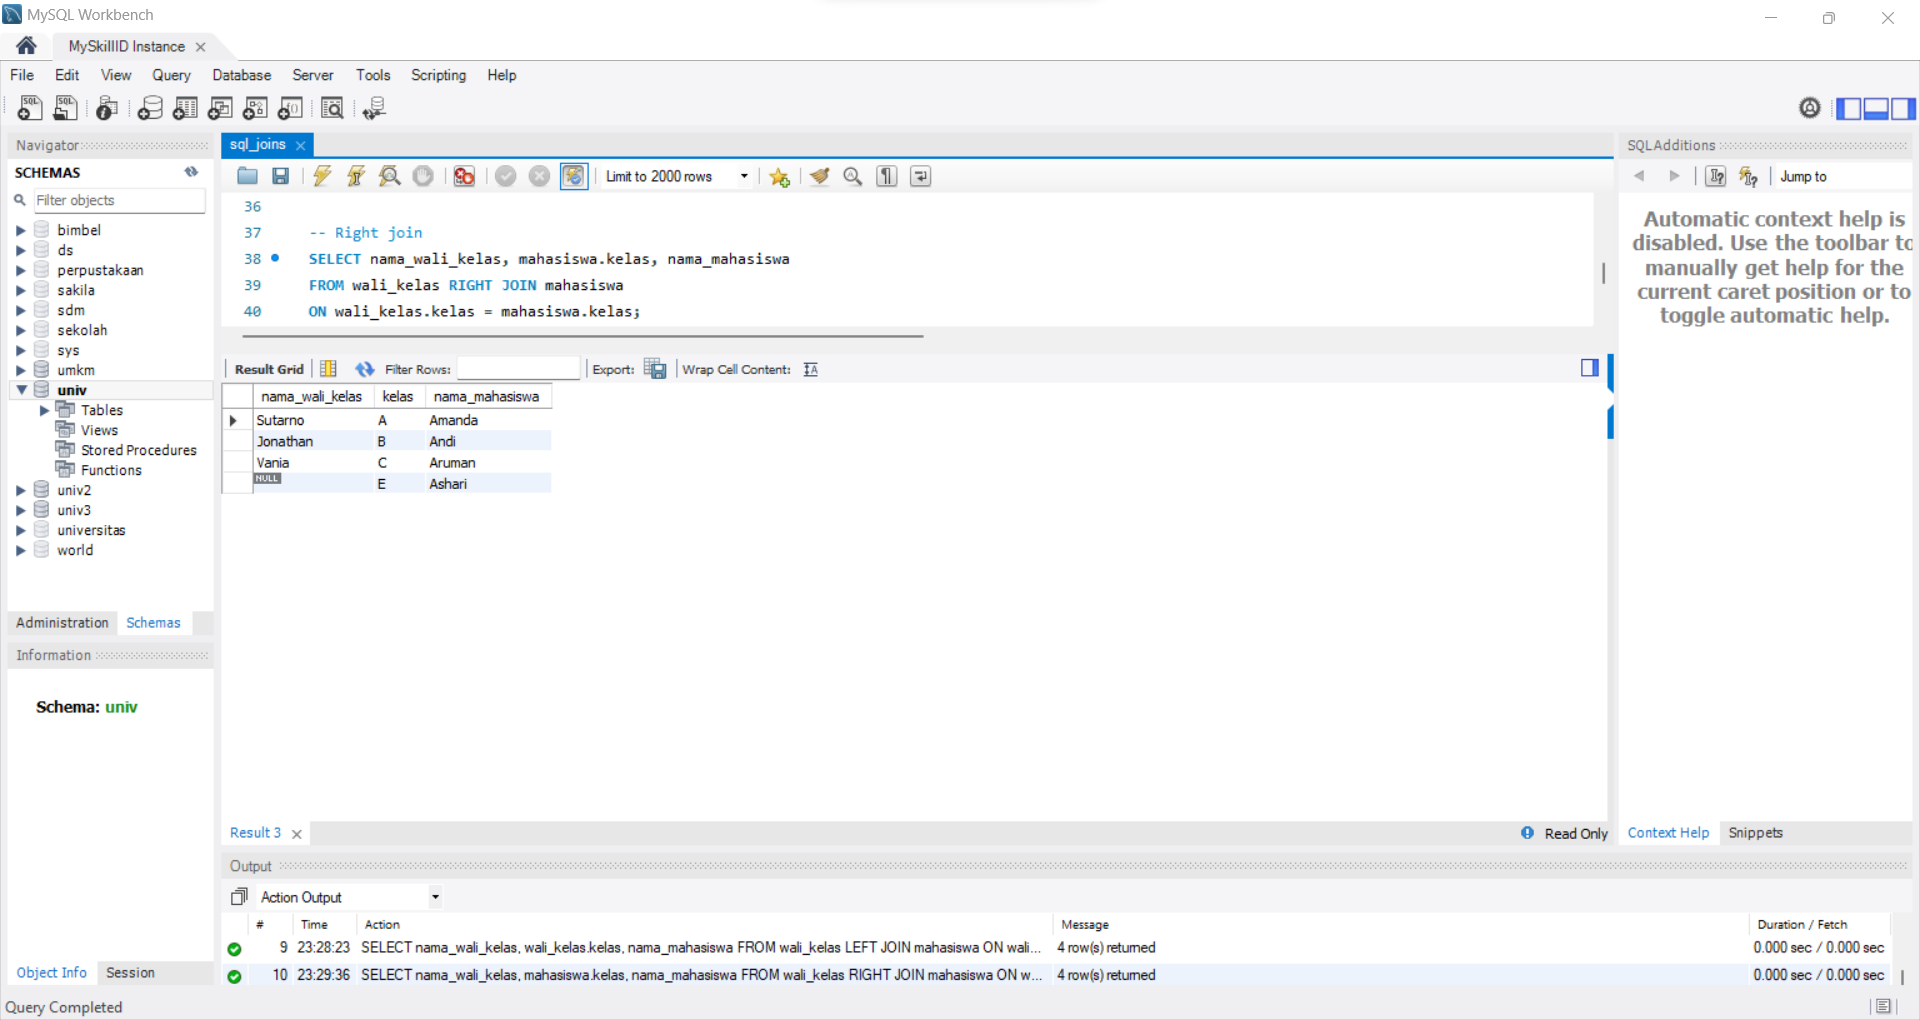 MySQL Workbench
MySkillID Instance
File Edit View Query Database Server Tools Scripting Help
Navigator
SCHEMAS
Filter objects
bimbel
ds
perpustakaan
sakila
sdm
sekolah
sys
umkm
univ
Tables
Views
Stored Procedures
Functions
univ2
univ3
universitas
world
Administration Schemas
Information
Schema: univ
Object Info Session
sql_joins
Limit to 2000 rows
36
37 -- Right join
38 SELECT nama_wali_kelas, mahasiswa.kelas, nama_mahasiswa
39 FROM wali_kelas RIGHT JOIN mahasiswa
40 ON wali_kelas.kelas = mahasiswa.kelas;
Result Grid Filter Rows: Export: Wrap Cell Content:
nama_wali_kelas kelas nama_mahasiswa
Sutarno A Amanda
Jonathan B Andi
Vania C Aruman
NULL E Ashari
Result 3 Read Only
SQLAdditions
Jump to
Automatic context help is
disabled. Use the toolbar to
manually get help for the
current caret position or to
toggle automatic help.
Context Help Snippets
Output
Action Output
# Time Action Message Duration / Fetch
9 23:28:23 SELECT nama_wali_kelas, wali_kelas.kelas, nama_mahasiswa FROM wali_kelas LEFT JOIN mahasiswa ON wali... 4 row(s) returned 0.000 sec / 0.000 sec
10 23:29:36 SELECT nama_wali_kelas, mahasiswa.kelas, nama_mahasiswa FROM wali_kelas RIGHT JOIN mahasiswa ON w... 4 row(s) returned 0.000 sec / 0.000 sec
Query Completed